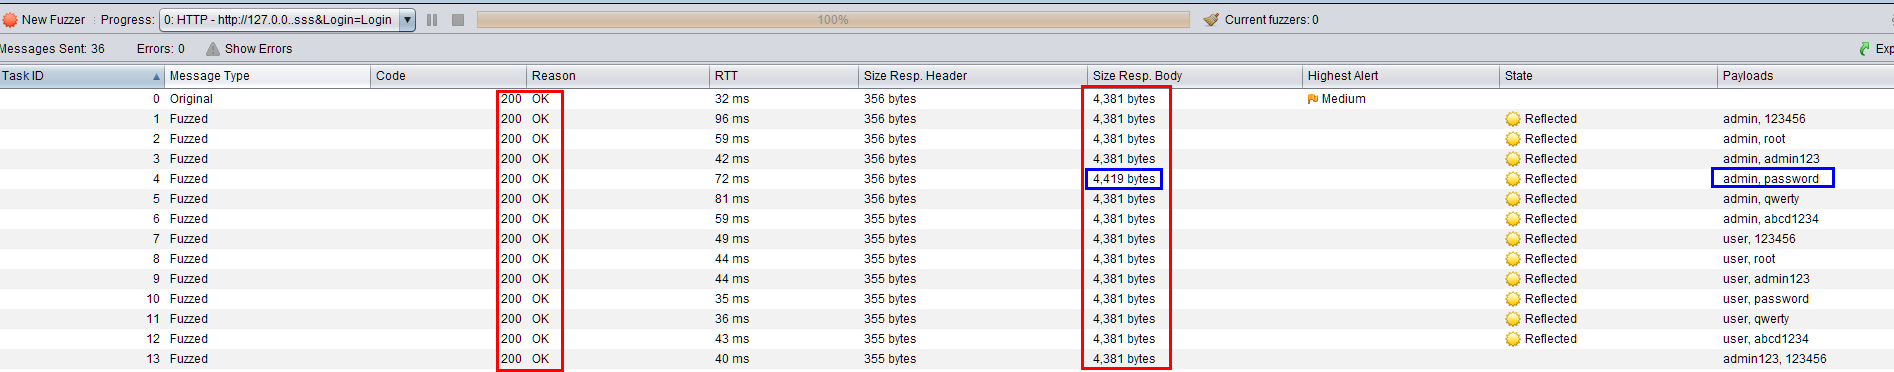 New Fuzzer Progress: 0: HTTP - http://127.0.0..sss&Login=Login 100% Current fuzzers: 0
Messages Sent: 36 Errors: 0 Show Errors Exp
Task ID Message Type Code Reason RTT Size Resp. Header Size Resp. Body Highest Alert State Payloads
0 Original 200 OK 32 ms 356 bytes 4,381 bytes Medium
1 Fuzzed 200 OK 96 ms 356 bytes 4,381 bytes Reflected admin, 123456
2 Fuzzed 200 OK 59 ms 356 bytes 4,381 bytes Reflected admin, root
3 Fuzzed 200 OK 42 ms 356 bytes 4,381 bytes Reflected admin, admin123
4 Fuzzed 200 OK 72 ms 356 bytes 4,419 bytes Reflected admin, password
5 Fuzzed 200 OK 81 ms 356 bytes 4,381 bytes Reflected admin, qwerty
6 Fuzzed 200 OK 59 ms 355 bytes 4,381 bytes Reflected admin, abcd1234
7 Fuzzed 200 OK 49 ms 355 bytes 4,381 bytes Reflected user, 123456
8 Fuzzed 200 OK 44 ms 355 bytes 4,381 bytes Reflected user, root
9 Fuzzed 200 OK 44 ms 355 bytes 4,381 bytes Reflected user, admin123
10 Fuzzed 200 OK 35 ms 355 bytes 4,381 bytes Reflected user, password
11 Fuzzed 200 OK 36 ms 355 bytes 4,381 bytes Reflected user, qwerty
12 Fuzzed 200 OK 43 ms 355 bytes 4,381 bytes Reflected user, abcd1234
13 Fuzzed 200 OK 40 ms 355 bytes 4,381 bytes admin123, 123456